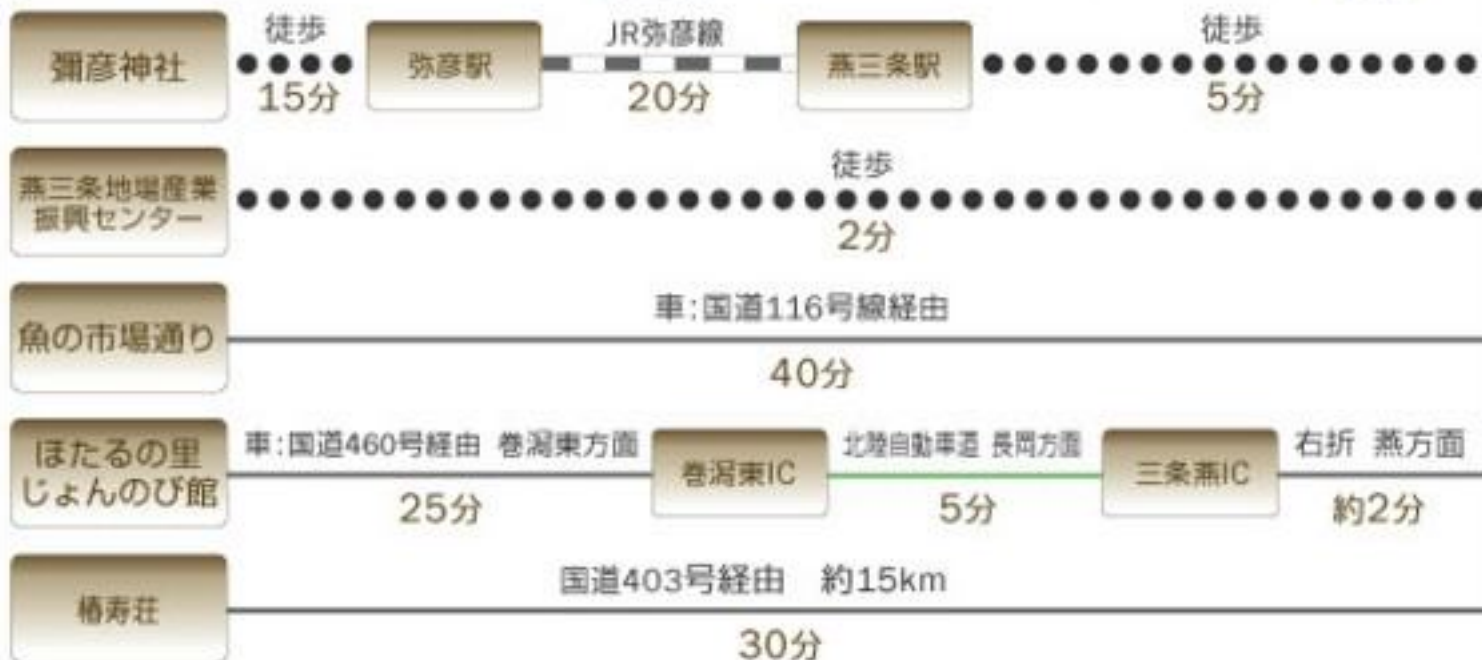 徒歩
JR弥彦線
徒歩
彌彦神社
弥彦駅
燕三条駅
15分
20分
5分
徒歩
燕三条地場産業
振興センター
2分
車:国道116号線経由
魚の市場通り
40分
車:国道460号経由 巻潟東方面
北陸自動車道 長岡方面
右折 燕方面
ほたるの里
じょんのび館
巻潟東IC
三条燕IC
25分
5分
約2分
国道403号経由 約15km
椿寿荘
30分